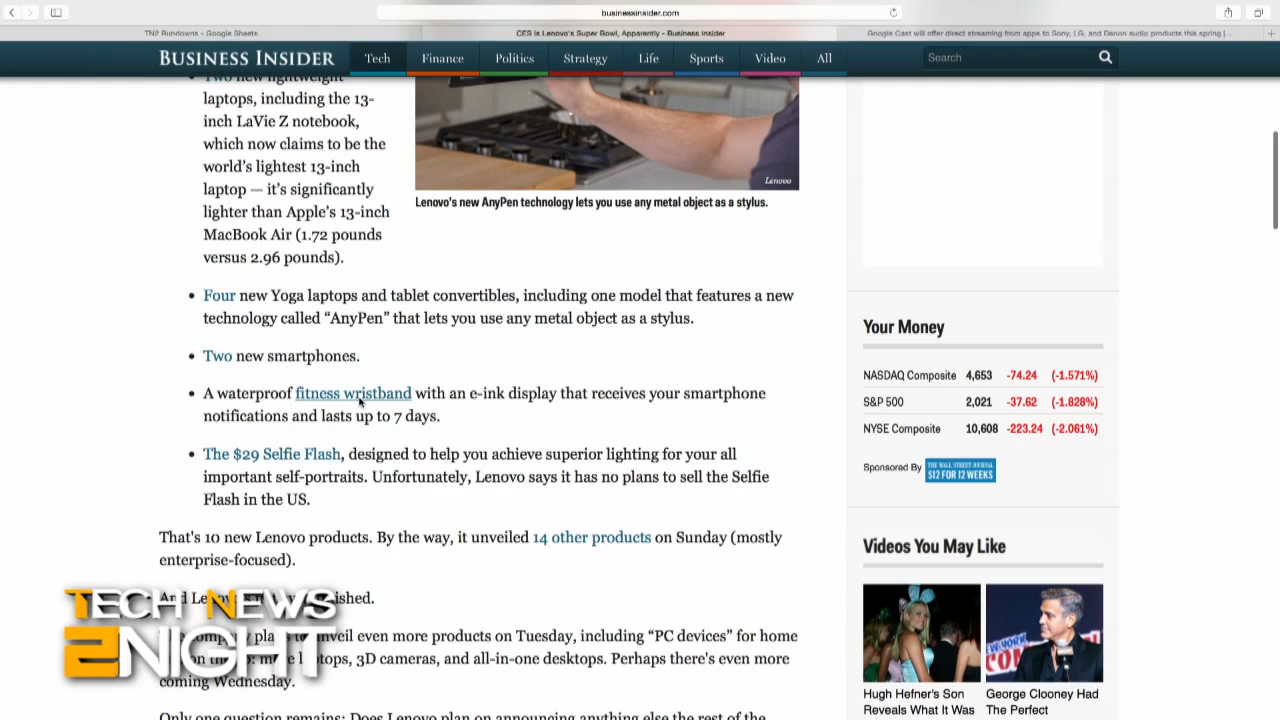 businessinsider.com
TN2 Rundowns - Google Sheets
CES Is Lenovo's Super Bowl, Apparently - Business Insider
Google Cast will offer direct streaming from apps to Sony, LG, and Denon audio products this spring |...
BUSINESS INSIDER
Tech
Finance
Politics
Strategy
Life
Sports
Video
All
Search
Two new lightweight
laptops, including the 13-
inch LaVie Z notebook,
which now claims to be the
world's lightest 13-inch
laptop — it's significantly
lighter than Apple's 13-inch
MacBook Air (1.72 pounds
versus 2.96 pounds).
Lenovo
Lenovo's new AnyPen technology lets you use any metal object as a stylus.
• Four new Yoga laptops and tablet convertibles, including one model that features a new
technology called “AnyPen” that lets you use any metal object as a stylus.
• Two new smartphones.
• A waterproof fitness wristband with an e-ink display that receives your smartphone
notifications and lasts up to 7 days.
• The $29 Selfie Flash, designed to help you achieve superior lighting for your all
important self-portraits. Unfortunately, Lenovo says it has no plans to sell the Selfie
Flash in the US.
That's 10 new Lenovo products. By the way, it unveiled 14 other products on Sunday (mostly
enterprise-focused).
And ished.
unveil even more products on Tuesday, including “PC devices” for home
laptops, 3D cameras, and all-in-one desktops. Perhaps there's even more
coming Wednesday.
Only one question remains: Does Lenovo plan on announcing anything else the rest of the
TECH NEWS
2NIGHT
Your Money
NASDAQ Composite 4,653 -74.24 (-1.571%)
S&P 500 2,021 -37.62 (-1.828%)
NYSE Composite 10,608 -223.24 (-2.061%)
Sponsored By
THE WALL STREET JOURNAL
$12 FOR 12 WEEKS
Videos You May Like
Hugh Hefner's Son
Reveals What It Was
George Clooney Had
The Perfect